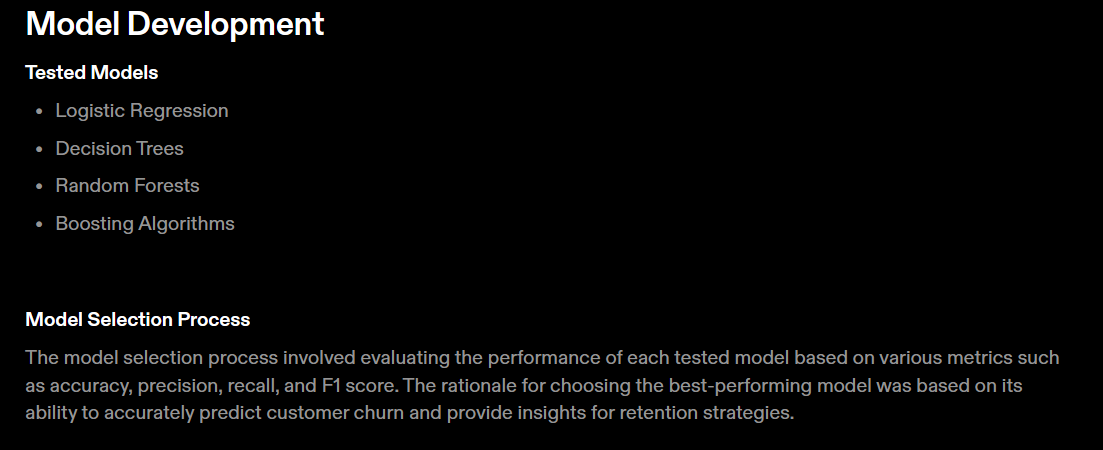 Model Development
Tested Models
• Logistic Regression
• Decision Trees
• Random Forests
• Boosting Algorithms
Model Selection Process
The model selection process involved evaluating the performance of each tested model based on various metrics such
as accuracy, precision, recall, and F1 score. The rationale for choosing the best-performing model was based on its
ability to accurately predict customer churn and provide insights for retention strategies.